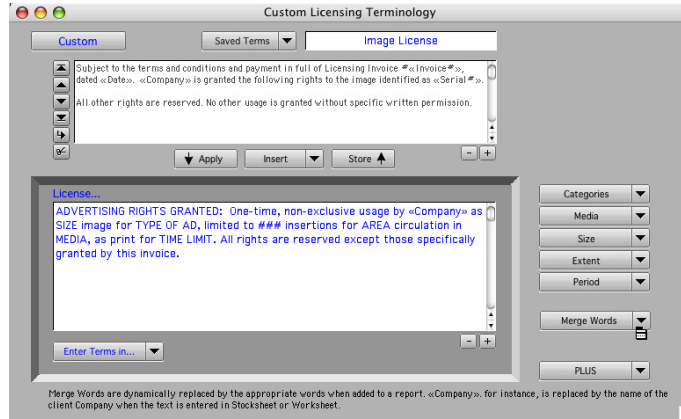 Custom Licensing Terminology
Custom
Saved Terms
Image License
Subject to the terms and conditions and payment in full of Licensing Invoice #«Invoice#»,
dated «Date». «Company» is granted the following rights to the image identified as «Serial#».
All other rights are reserved. No other usage is granted without specific written permission.
Apply
Insert
Store
- +
License...
ADVERTISING RIGHTS GRANTED: One-time, non-exclusive usage by «Company» as
SIZE image for TYPE OF AD, limited to ### insertions for AREA circulation in
MEDIA, as print for TIME LIMIT. All rights are reserved except those specifically
granted by this invoice.
Categories
Media
Size
Extent
Period
Merge Words
- +
Enter Terms in...
PLUS
Merge Words are dynamically replaced by the appropriate words when added to a report. «Company». for instance, is replaced by the name of the
client Company when the text is entered in Stocksheet or Worksheet.